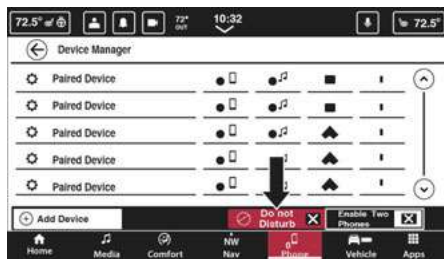 72.5° 72° OUT 10:32 72.5°
Device Manager
Paired Device
Paired Device
Paired Device
Paired Device
Paired Device
Add Device Do not Disturb Enable Two Phones
Home Media Comfort NW Nav 0 Phone Vehicle Apps